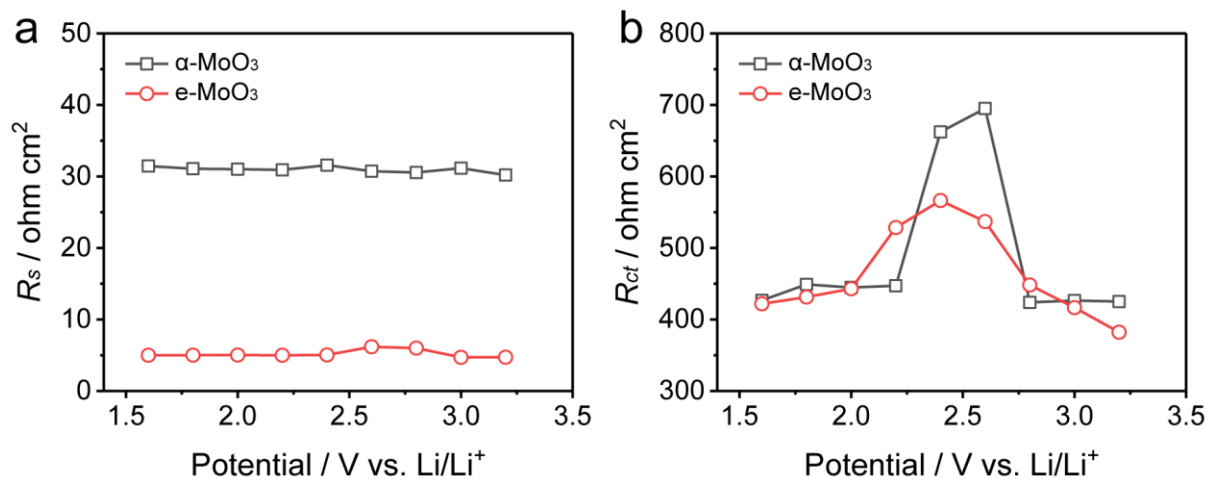 a
50
40
30
20
10
0
R_s / ohm cm²
α-MoO₃
e-MoO₃
1.5 2.0 2.5 3.0 3.5
Potential / V vs. Li/Li⁺
b
800
700
600
500
400
300
R_ct / ohm cm²
α-MoO₃
e-MoO₃
1.5 2.0 2.5 3.0 3.5
Potential / V vs. Li/Li⁺